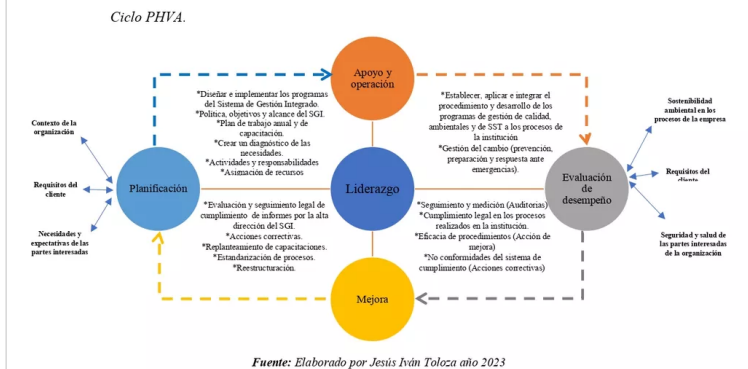 Ciclo PHVA.
Apoyo y
operación
*Diseñar e implementar los programas
del Sistema de Gestión Integrado.
*Política, objetivos y alcance del SGI.
*Plan de trabajo anual y de
capacitación.
*Crear un diagnóstico de las
necesidades.
*Actividades y responsabilidades
*Asignación de recursos
*Establecer, aplicar e integrar el
procedimiento y desarrollo de los
programas de gestión de calidad,
ambientales y de SST a los procesos de
la institución
*Gestión del cambio (prevención,
preparación y respuesta ante
emergencias).
Contexto de la
organización
Requisitos del
cliente
Necesidades y
expectativas de las
partes interesadas
Planificación
Liderazgo
Evaluación
de
desempeño
Sostenibilidad
ambiental en los
procesos de la empresa
Requisitos del
cliente
Seguridad y salud de
las partes interesadas
de la organización
*Evaluación y seguimiento legal de
cumplimiento de informes por la alta
dirección del SGI.
*Acciones correctivas.
*Replanteamiento de capacitaciones.
*Estandarización de procesos.
*Reestructuración.
*Seguimiento y medición (Auditorias)
*Cumplimiento legal en los procesos
realizados en la institución.
*Eficacia de procedimientos (Acción de
mejora)
*No conformidades del sistema de
cumplimiento (Acciones correctivas)
Mejora
Fuente: Elaborado por Jesús Iván Toloza año 2023